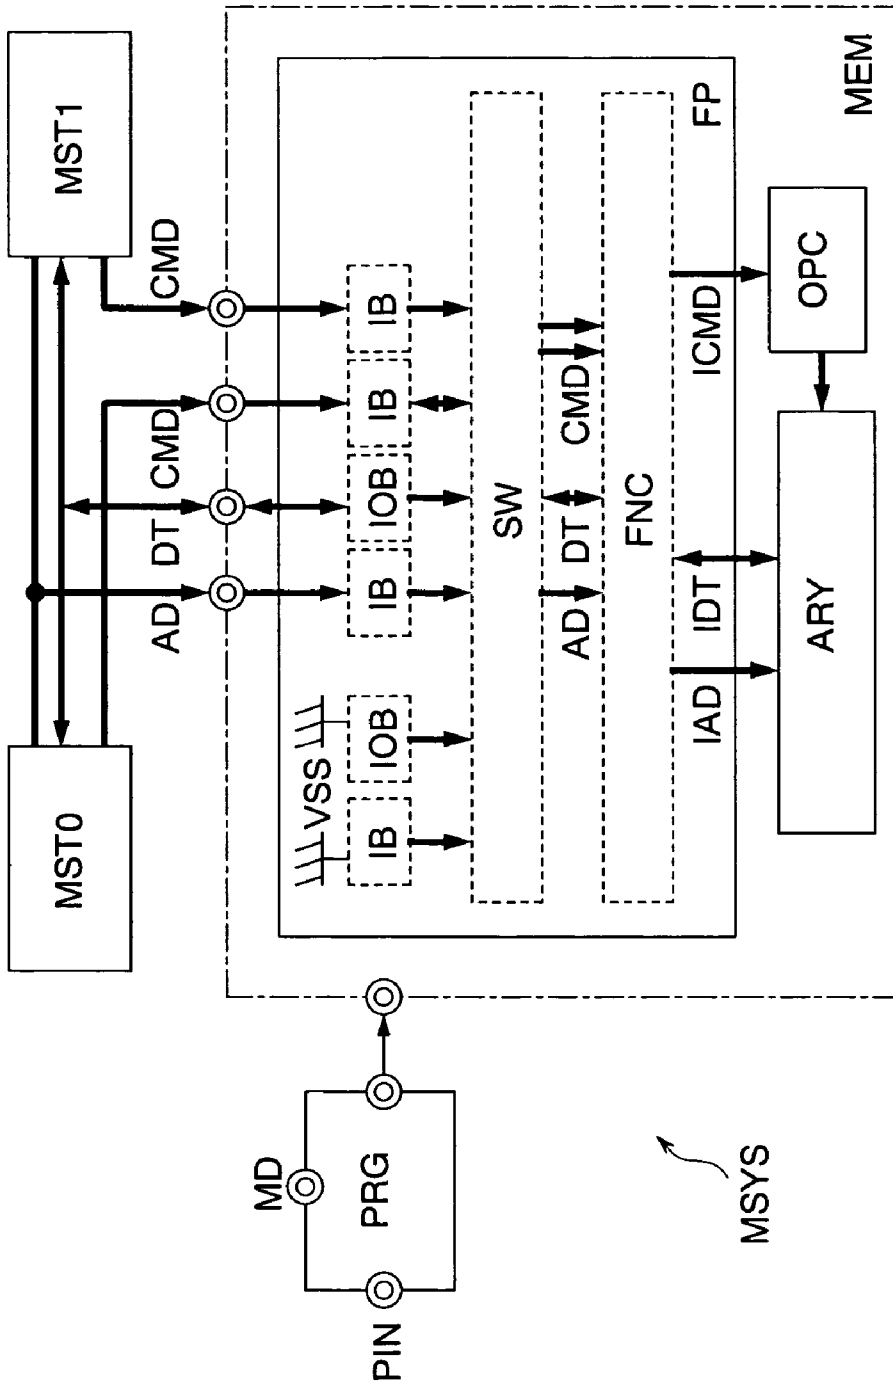 MST0
MST1
AD
DT
CMD
CMD
MD
VSS
PIN
PRG
IB
IOB
IB
IOB
IB
IB
SW
AD
DT
CMD
FNC
IAD
IDT
ICMD
FP
MSYS
ARY
OPC
MEM